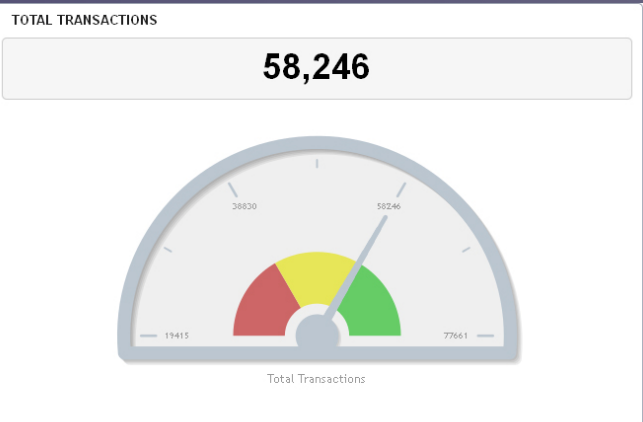 TOTAL TRANSACTIONS
58,246
38830
58246
19415
77661
Total Transactions